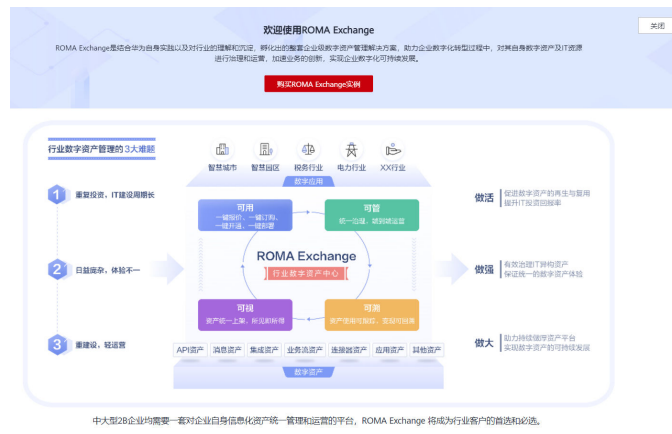 欢迎使用ROMA Exchange
关闭
ROMA Exchange是结合华为自身实践以及对行业的理解和沉淀，孵化出的整套企业级数字资产管理解决方案，助力企业数字化转型过程中，对其自身数字资产及IT资源
进行治理和运营，加速业务的创新，实现企业数字化可持续发展。
购买ROMA Exchange实例
行业数字资产管理的3大难题
1 重复投资、IT建设周期长
2 日益庞杂、体验不一
3 重建设、轻运营
智慧城市 智慧园区 税务行业 电力行业 XX行业
数字应用
可用
一键报价、一键订购、
一键开通、一键部署
可管
统一治理，端到端运营
ROMA Exchange
行业数字资产中心
可视
资产统一上架，所见即所得
可测
资产使用可跟踪，变现可回溯
API资产 消息资产 集成资产 业务流资产 连接器资产 应用资产 其他资产
数字资产
做活
促进数字资产的再生与复用
提升IT投资回报率
做强
有效治理IT异构资产
保证统一的数字资产体验
做大
助力持续做厚资产平台
实现数字资产的可持续发展
中大型2B企业均需要一套对企业自身信息化资产统一管理和运营的平台，ROMA Exchange 将成为行业客户的首选和必选。